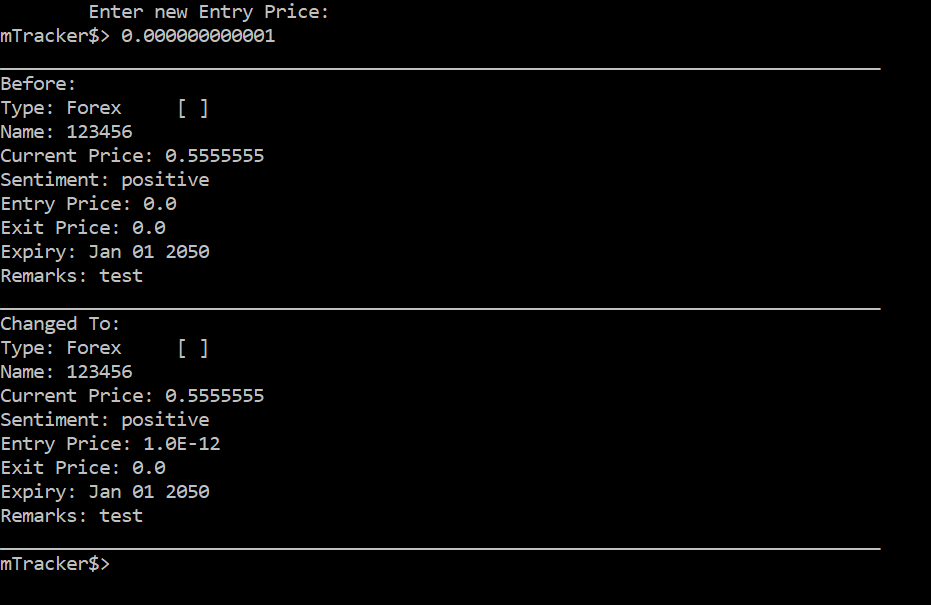 Enter new Entry Price:
mTracker$> 0.000000000001
Before:
Type: Forex     [ ]
Name: 123456
Current Price: 0.5555555
Sentiment: positive
Entry Price: 0.0
Exit Price: 0.0
Expiry: Jan 01 2050
Remarks: test
Changed To:
Type: Forex     [ ]
Name: 123456
Current Price: 0.5555555
Sentiment: positive
Entry Price: 1.0E-12
Exit Price: 0.0
Expiry: Jan 01 2050
Remarks: test
mTracker$>